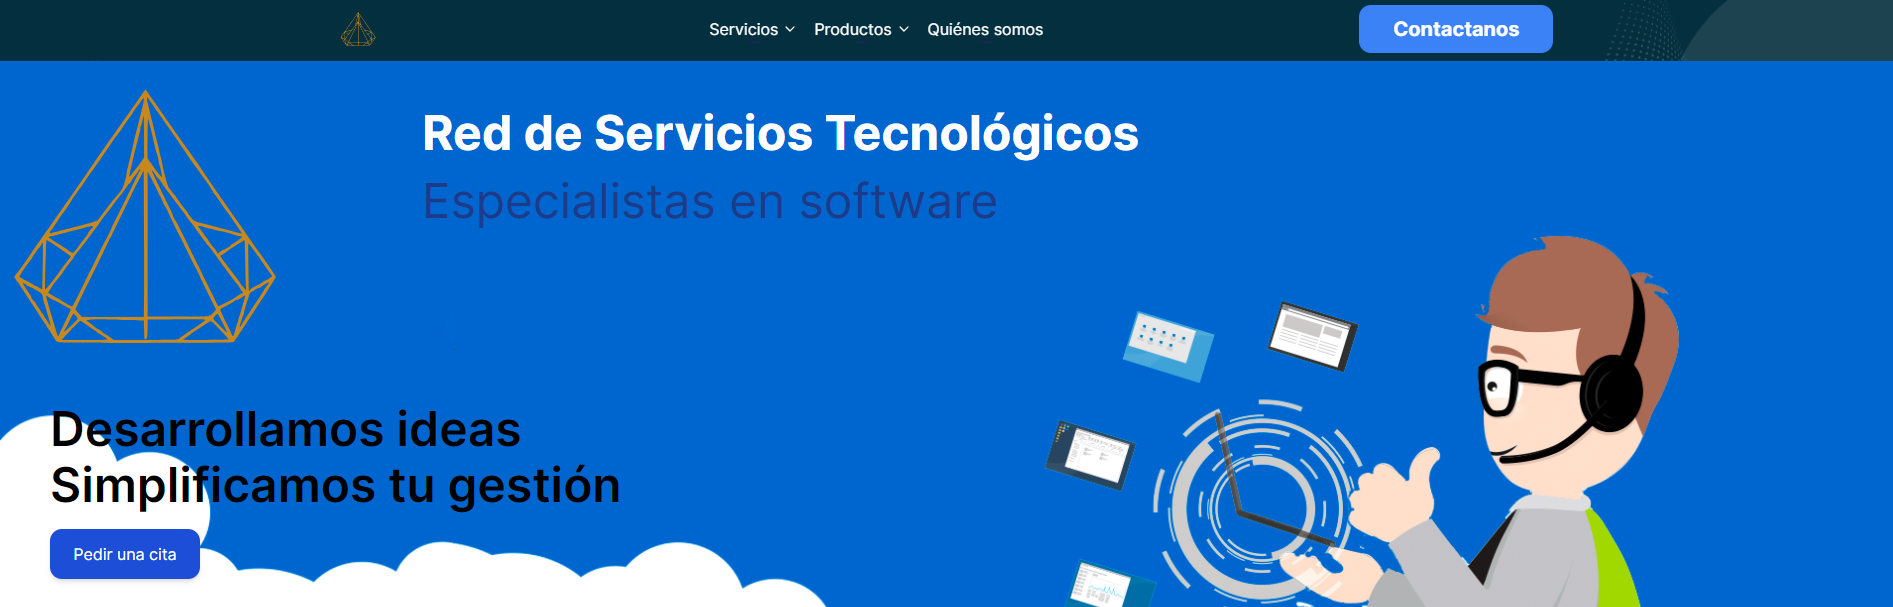 Servicios
Productos
Quiénes somos
Contactanos
Red de Servicios Tecnológicos
Especialistas en software
Desarrollamos ideas
Simplificamos tu gestión
Pedir una cita